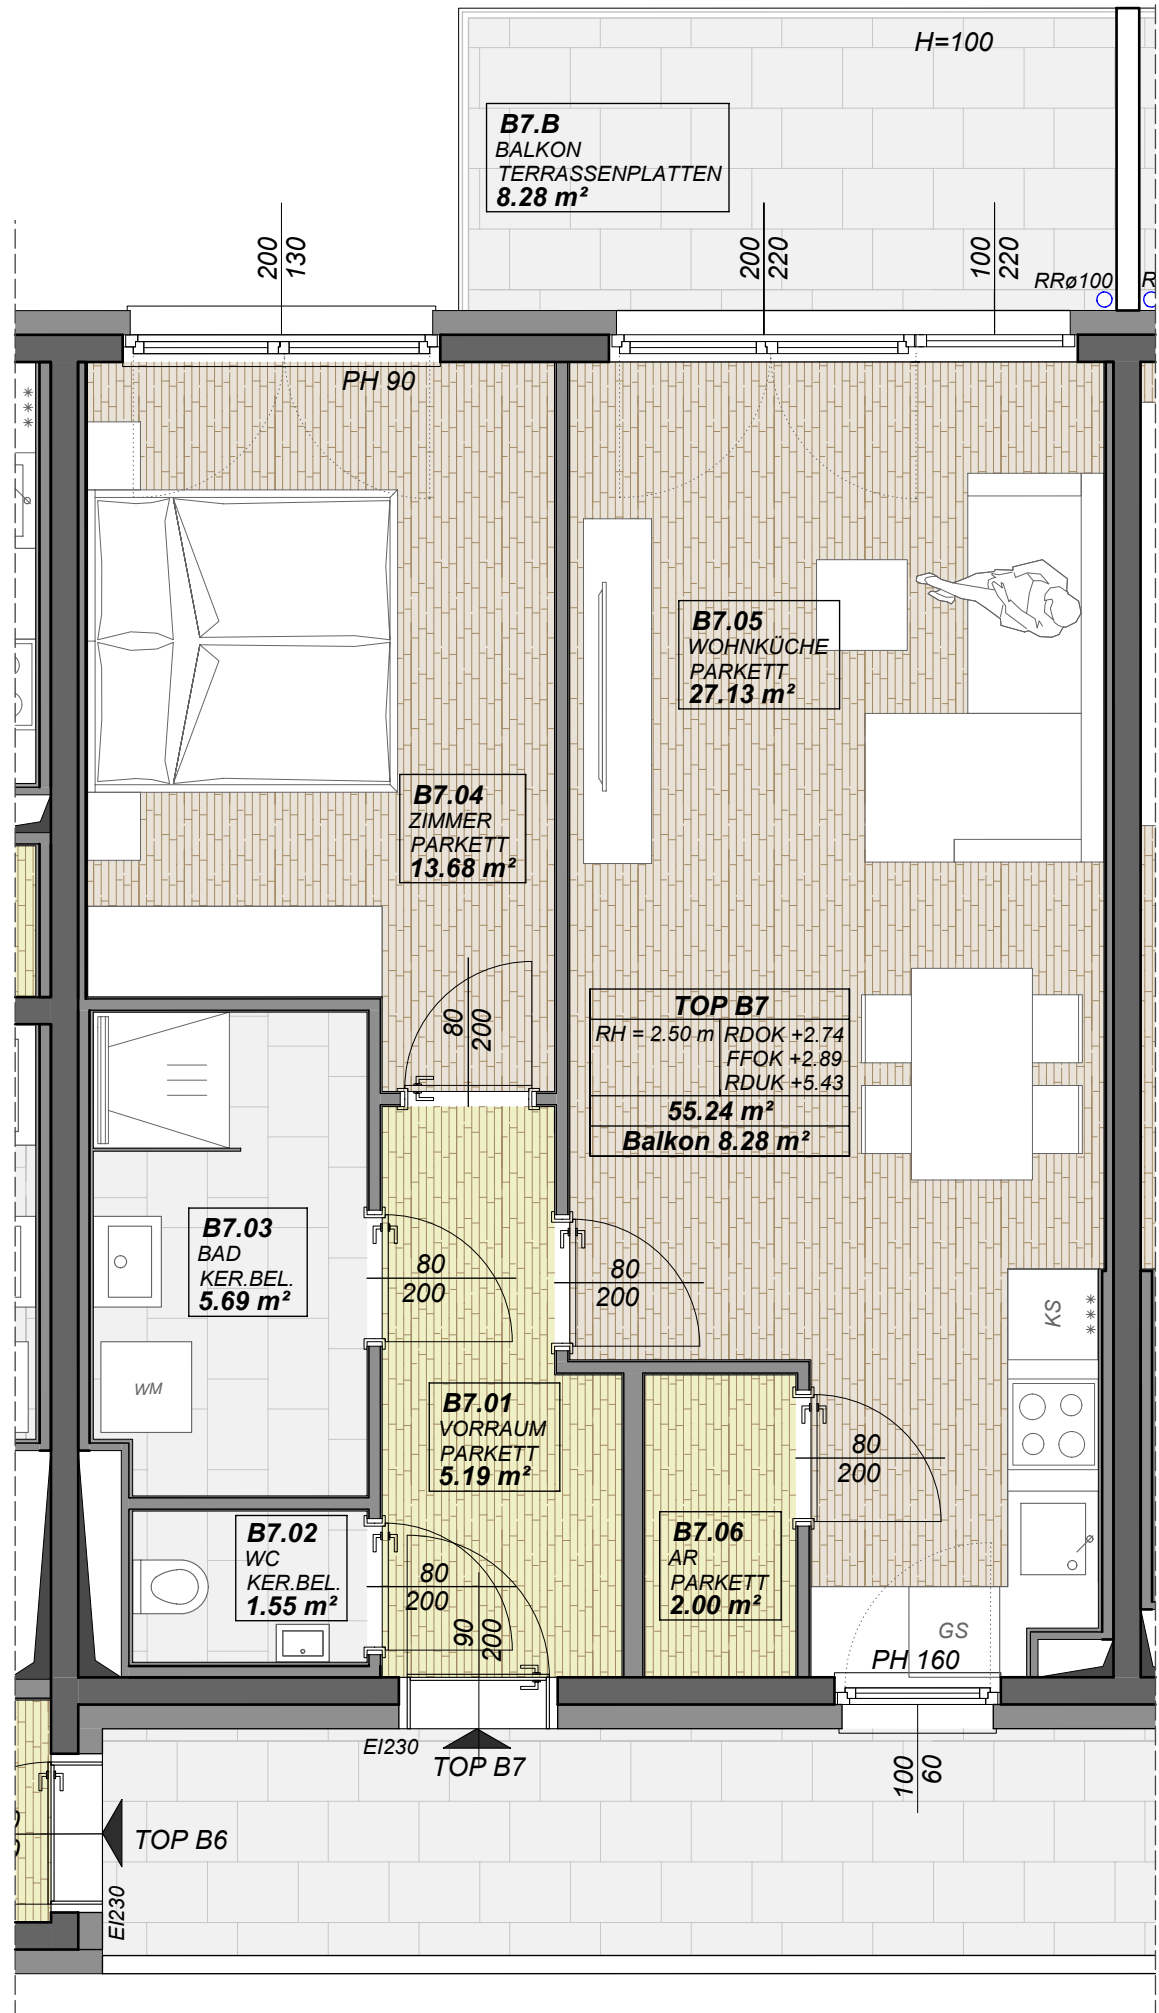 H=100
B7.B
BALKON
TERRASSENPLATTEN
8.28 m²
200
130
200
220
100
220
RRø100
R
PH 90
B7.05
WOHNKÜCHE
PARKETT
27.13 m²
B7.04
ZIMMER
PARKETT
13.68 m²
TOP B7
RH = 2.50 m
RDOK +2.74
FFOK +2.89
RDUK +5.43
55.24 m²
Balkon 8.28 m²
80
200
B7.03
BAD
KER.BEL.
5.69 m²
80
200
80
200
KS
WM
B7.01
VORRAUM
PARKETT
5.19 m²
80
200
B7.02
WC
KER.BEL.
1.55 m²
80
200
90
200
B7.06
AR
PARKETT
2.00 m²
GS
PH 160
EI230
TOP B7
100
60
TOP B6
EI230